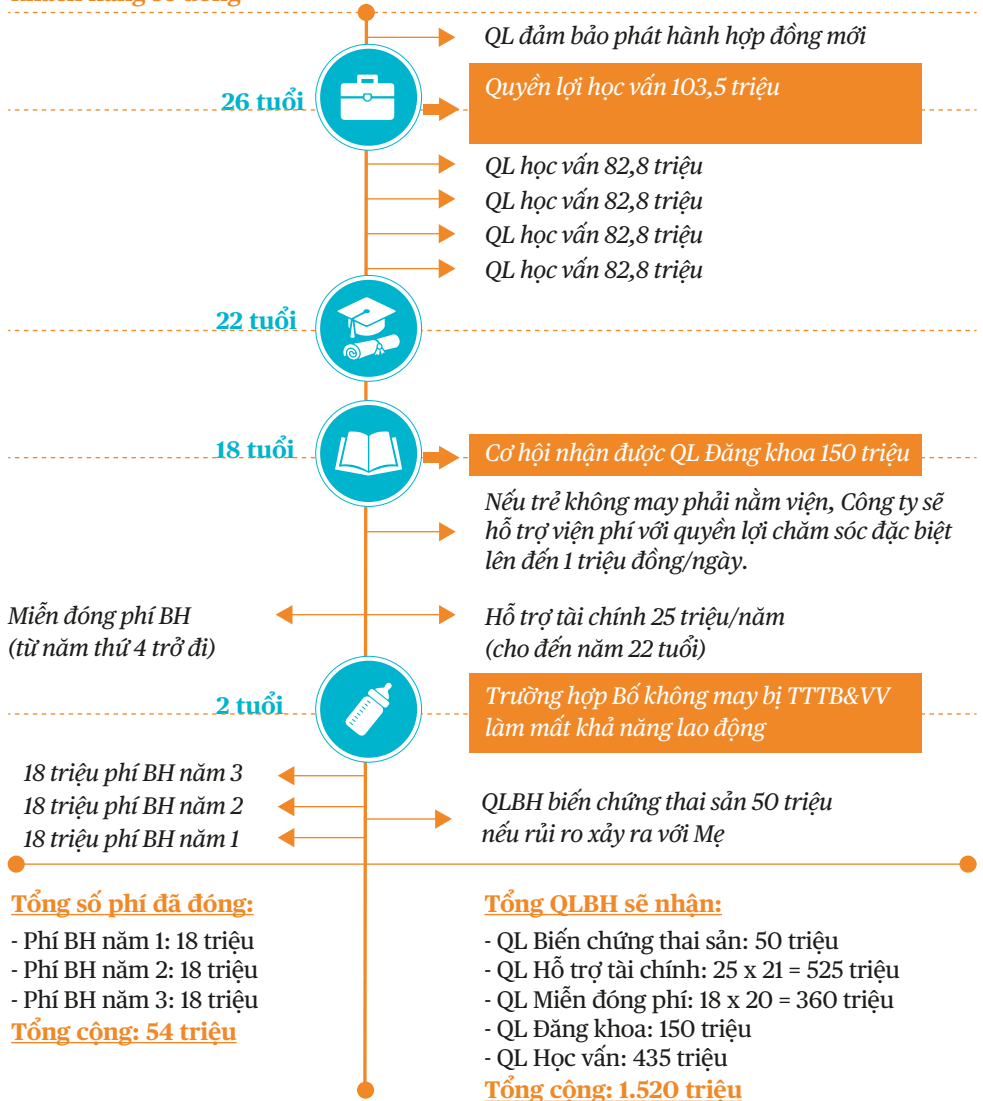 QL đảm bảo phát hành hợp đồng mới
26 tuổi
Quyền lợi học vấn 103,5 triệu
QL học vấn 82,8 triệu
QL học vấn 82,8 triệu
QL học vấn 82,8 triệu
QL học vấn 82,8 triệu
22 tuổi
18 tuổi
Cơ hội nhận được QL Đăng khoa 150 triệu
Nếu trẻ không may phải nằm viện, Công ty sẽ
hỗ trợ viện phí với quyền lợi chăm sóc đặc biệt
lên đến 1 triệu đồng/ngày.
Miễn đóng phí BH
(từ năm thứ 4 trở đi)
Hỗ trợ tài chính 25 triệu/năm
(cho đến năm 22 tuổi)
2 tuổi
Trường hợp Bố không may bị TTTB&VV
làm mất khả năng lao động
18 triệu phí BH năm 3
18 triệu phí BH năm 2
18 triệu phí BH năm 1
QLBH biến chứng thai sản 50 triệu
nếu rủi ro xảy ra với Mẹ
Tổng số phí đã đóng:
- Phí BH năm 1: 18 triệu
- Phí BH năm 2: 18 triệu
- Phí BH năm 3: 18 triệu
Tổng cộng: 54 triệu
Tổng QLBH sẽ nhận:
- QL Biến chứng thai sản: 50 triệu
- QL Hỗ trợ tài chính: 25 x 21 = 525 triệu
- QL Miễn đóng phí: 18 x 20 = 360 triệu
- QL Đăng khoa: 150 triệu
- QL Học vấn: 435 triệu
Tổng cộng: 1.520 triệu